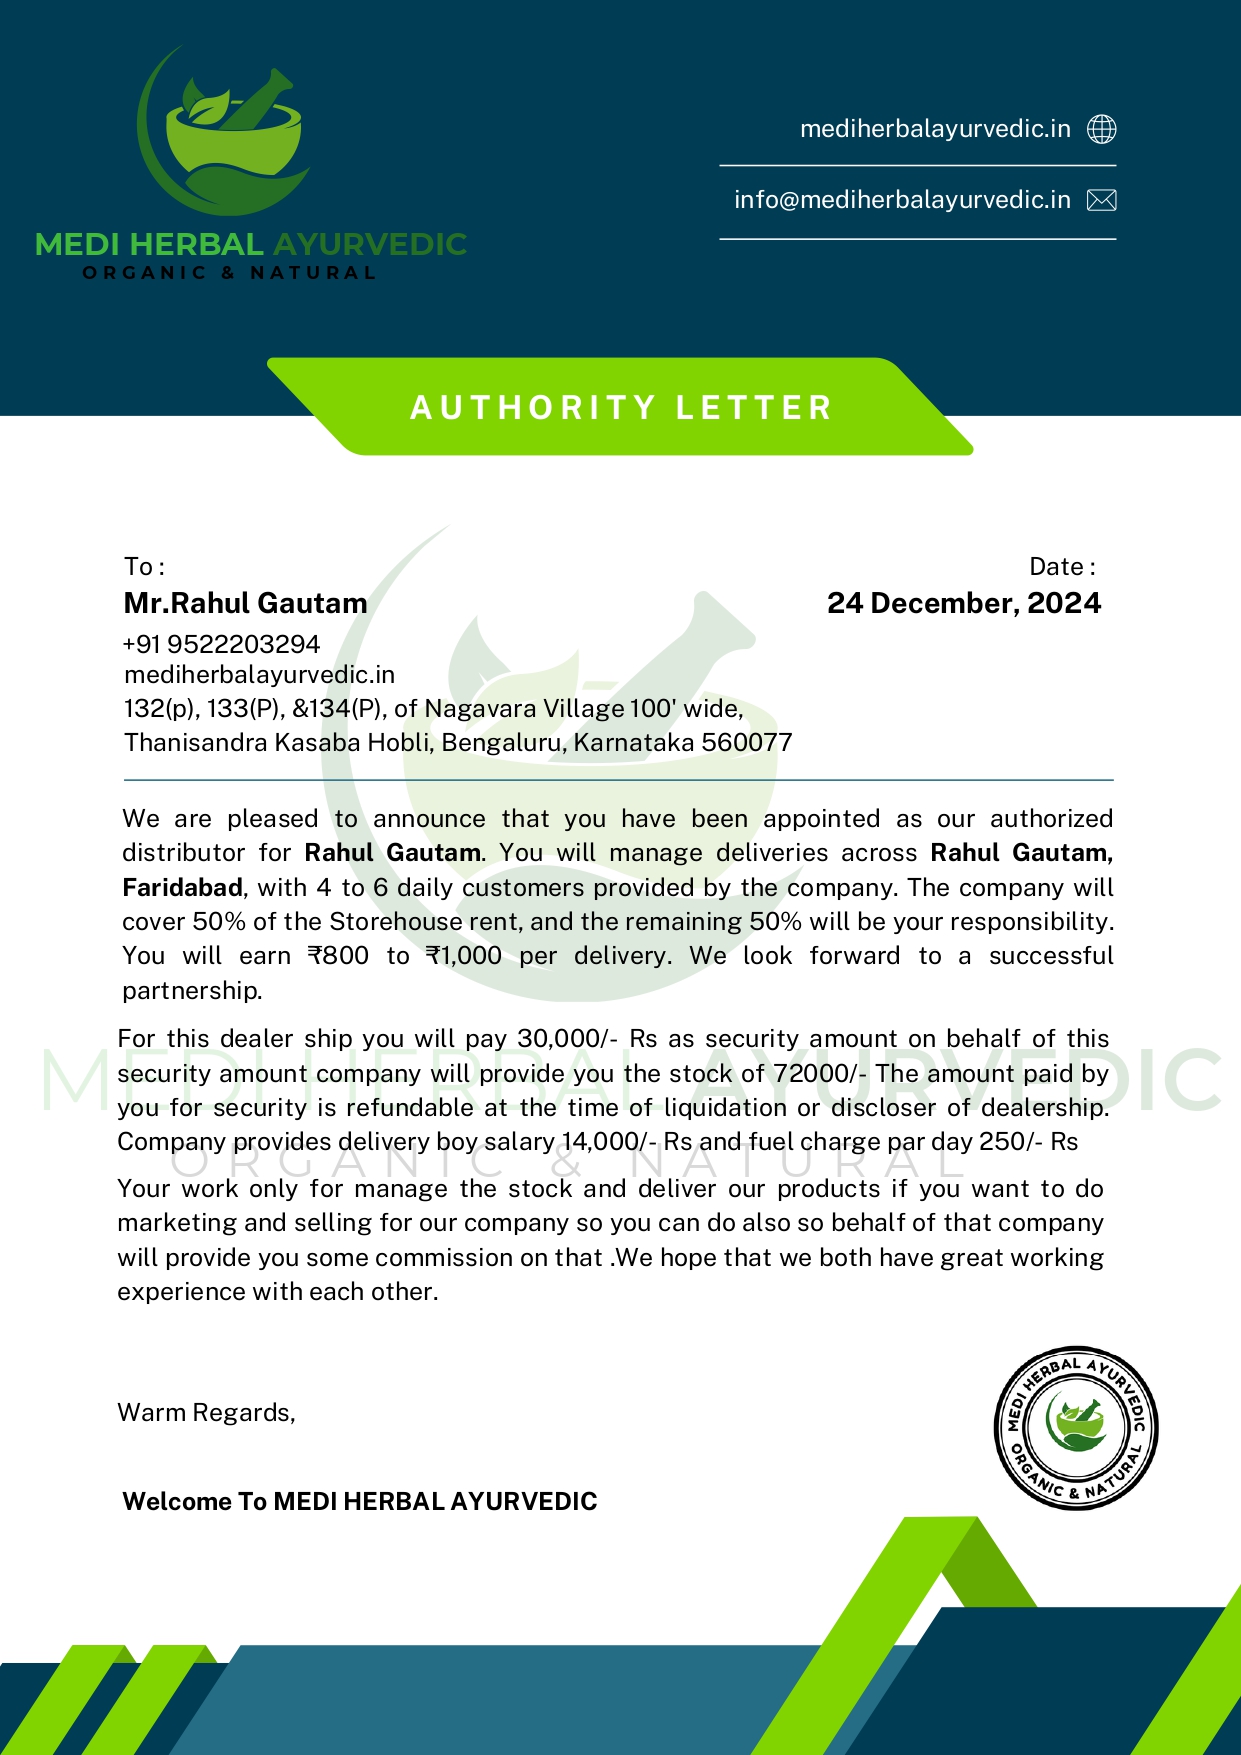 MEDI HERBAL AYURVEDIC
ORGANIC & NATURAL
mediherbalayurvedic.in
info@mediherbalayurvedic.in
AUTHORITY LETTER
To :
Date :
Mr.Rahul Gautam
24 December, 2024
+91 9522203294
mediherbalayurvedic.in
132(p), 133(P), &134(P), of Nagavara Village 100' wide,
Thanisandra Kasaba Hobli, Bengaluru, Karnataka 560077
We are pleased to announce that you have been appointed as our authorized
distributor for Rahul Gautam. You will manage deliveries across Rahul Gautam,
Faridabad, with 4 to 6 daily customers provided by the company. The company will
cover 50% of the Storehouse rent, and the remaining 50% will be your responsibility.
You will earn ₹800 to ₹1,000 per delivery. We look forward to a successful
partnership.
For this dealer ship you will pay 30,000/- Rs as security amount on behalf of this
security amount company will provide you the stock of 72000/- The amount paid by
you for security is refundable at the time of liquidation or discloser of dealership.
Company provides delivery boy salary 14,000/- Rs and fuel charge par day 250/- Rs
MEDI HERBAL AYURVEDIC
ORGANIC & NATURAL
Your work only for manage the stock and deliver our products if you want to do
marketing and selling for our company so you can do also so behalf of that company
will provide you some commission on that .We hope that we both have great working
experience with each other.
Warm Regards,
MEDI HERBAL AYURVEDIC
ORGANIC & NATURAL
Welcome To MEDI HERBAL AYURVEDIC